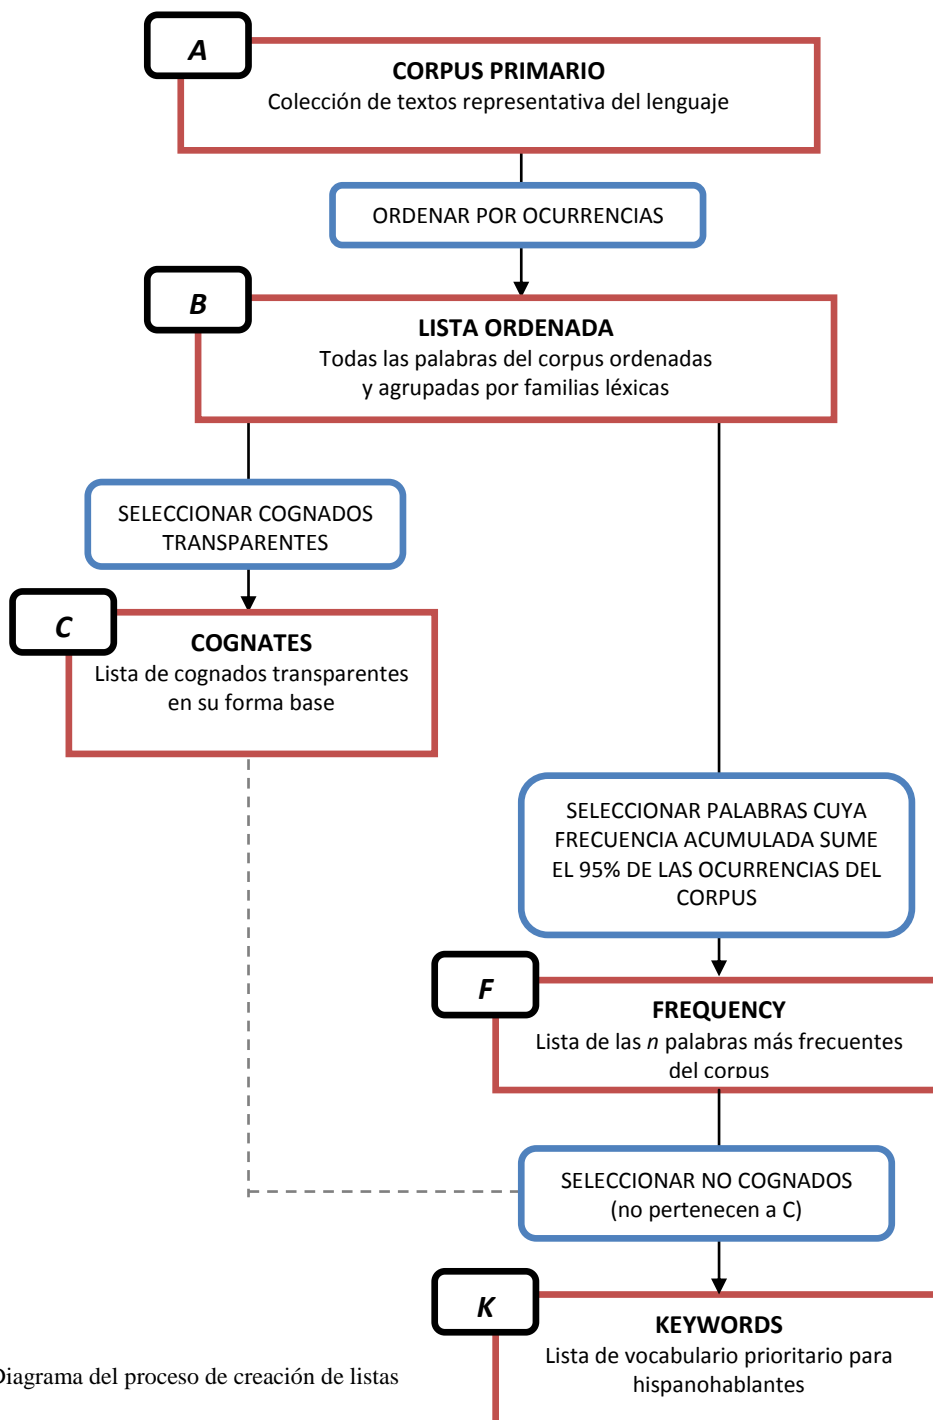 A
CORPUS PRIMARIO
Colección de textos representativa del lenguaje
ORDENAR POR OCURRENCIAS
B
LISTA ORDENADA
Todas las palabras del corpus ordenadas
y agrupadas por familias léxicas
SELECCIONAR COGNADOS
TRANSPARENTES
C
COGNATES
Lista de cognados transparentes
en su forma base
SELECCIONAR PALABRAS CUYA
FRECUENCIA ACUMULADA SUME
EL 95% DE LAS OCURRENCIAS DEL
CORPUS
F
FREQUENCY
Lista de las n palabras más frecuentes
del corpus
SELECCIONAR NO COGNADOS
(no pertenecen a C)
K
KEYWORDS
Lista de vocabulario prioritario para
hispanohablantes
Diagrama del proceso de creación de listas